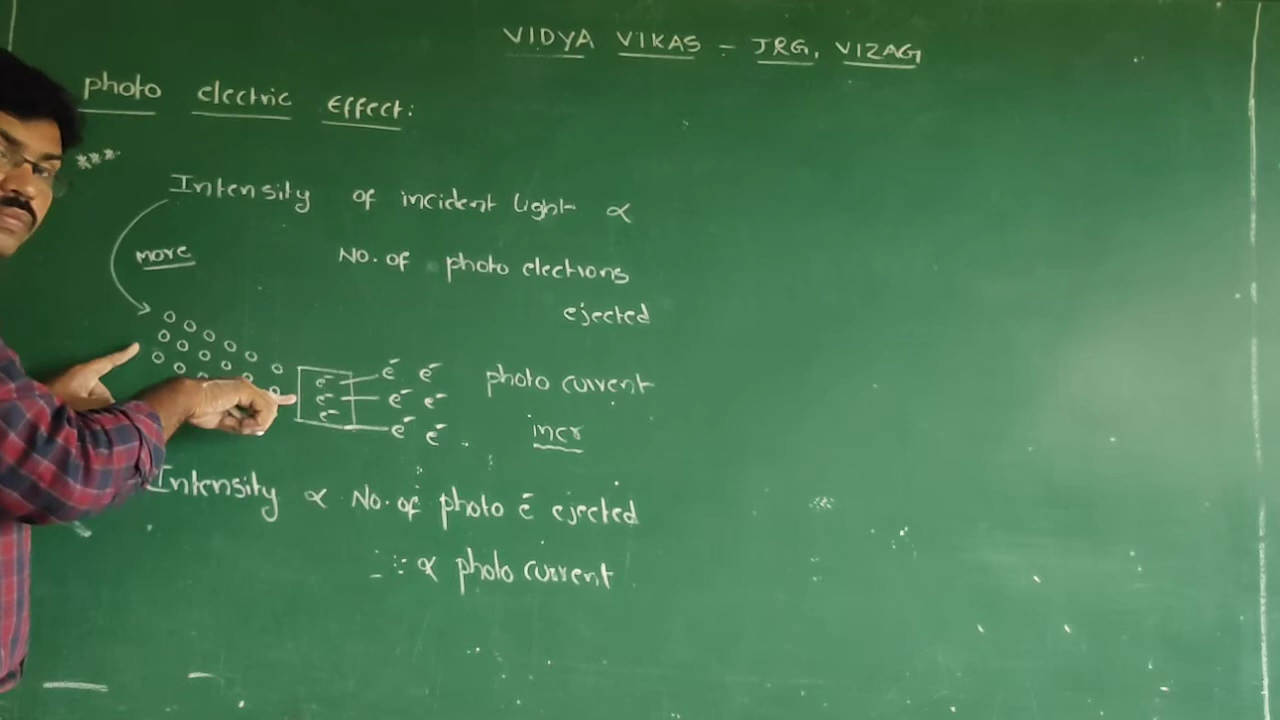 VIDYA VIKAS - JRG, VIZAG
photo electric Effect:
***
Intensity of incident light ∝
more
No. of photo electrons
ejected
e⁻ e⁻ e⁻
e⁻ e⁻
e⁻ e⁻
e⁻ e⁻
photo current
incr
Intensity ∝ No. of photo e⁻ ejected
∴ ∝ photo current